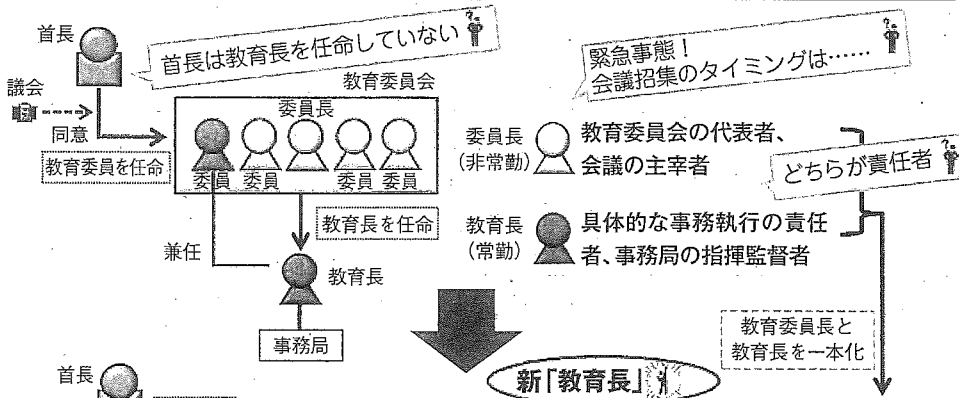 首長
首長は教育長を任命していない
議会
同意
教育委員を任命
教育委員会
委員長
委員 委員 委員 委員
教育長を任命
兼任
教育長
事務局
緊急事態！
会議招集のタイミングは……
委員長
（非常勤）
教育委員会の代表者、
会議の主宰者
どちらが責任者
教育長
（常勤）
具体的な事務執行の責任
者、事務局の指揮監督者
教育委員長と
教育長を一本化
新「教育長」
首長